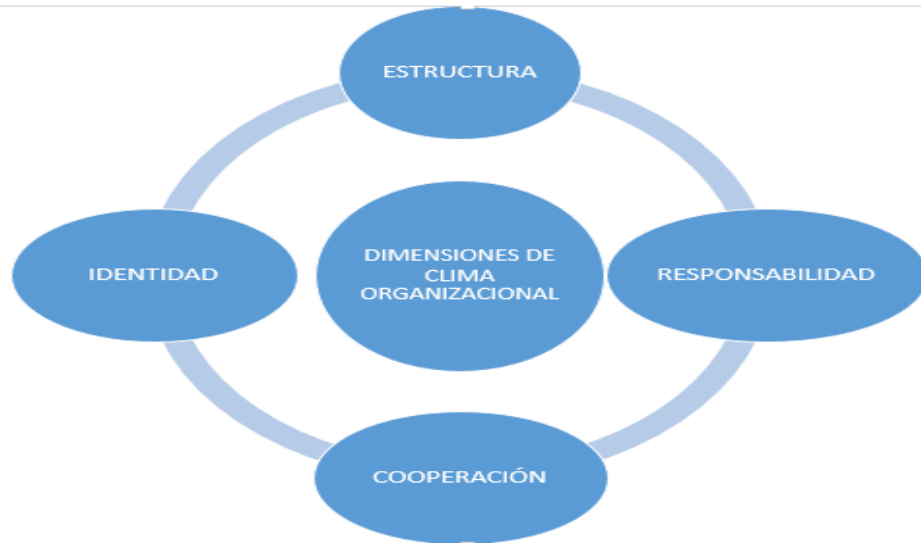 ESTRUCTURA
IDENTIDAD
DIMENSIONES DE
CLIMA
ORGANIZACIONAL
RESPONSABILIDAD
COOPERACIÓN